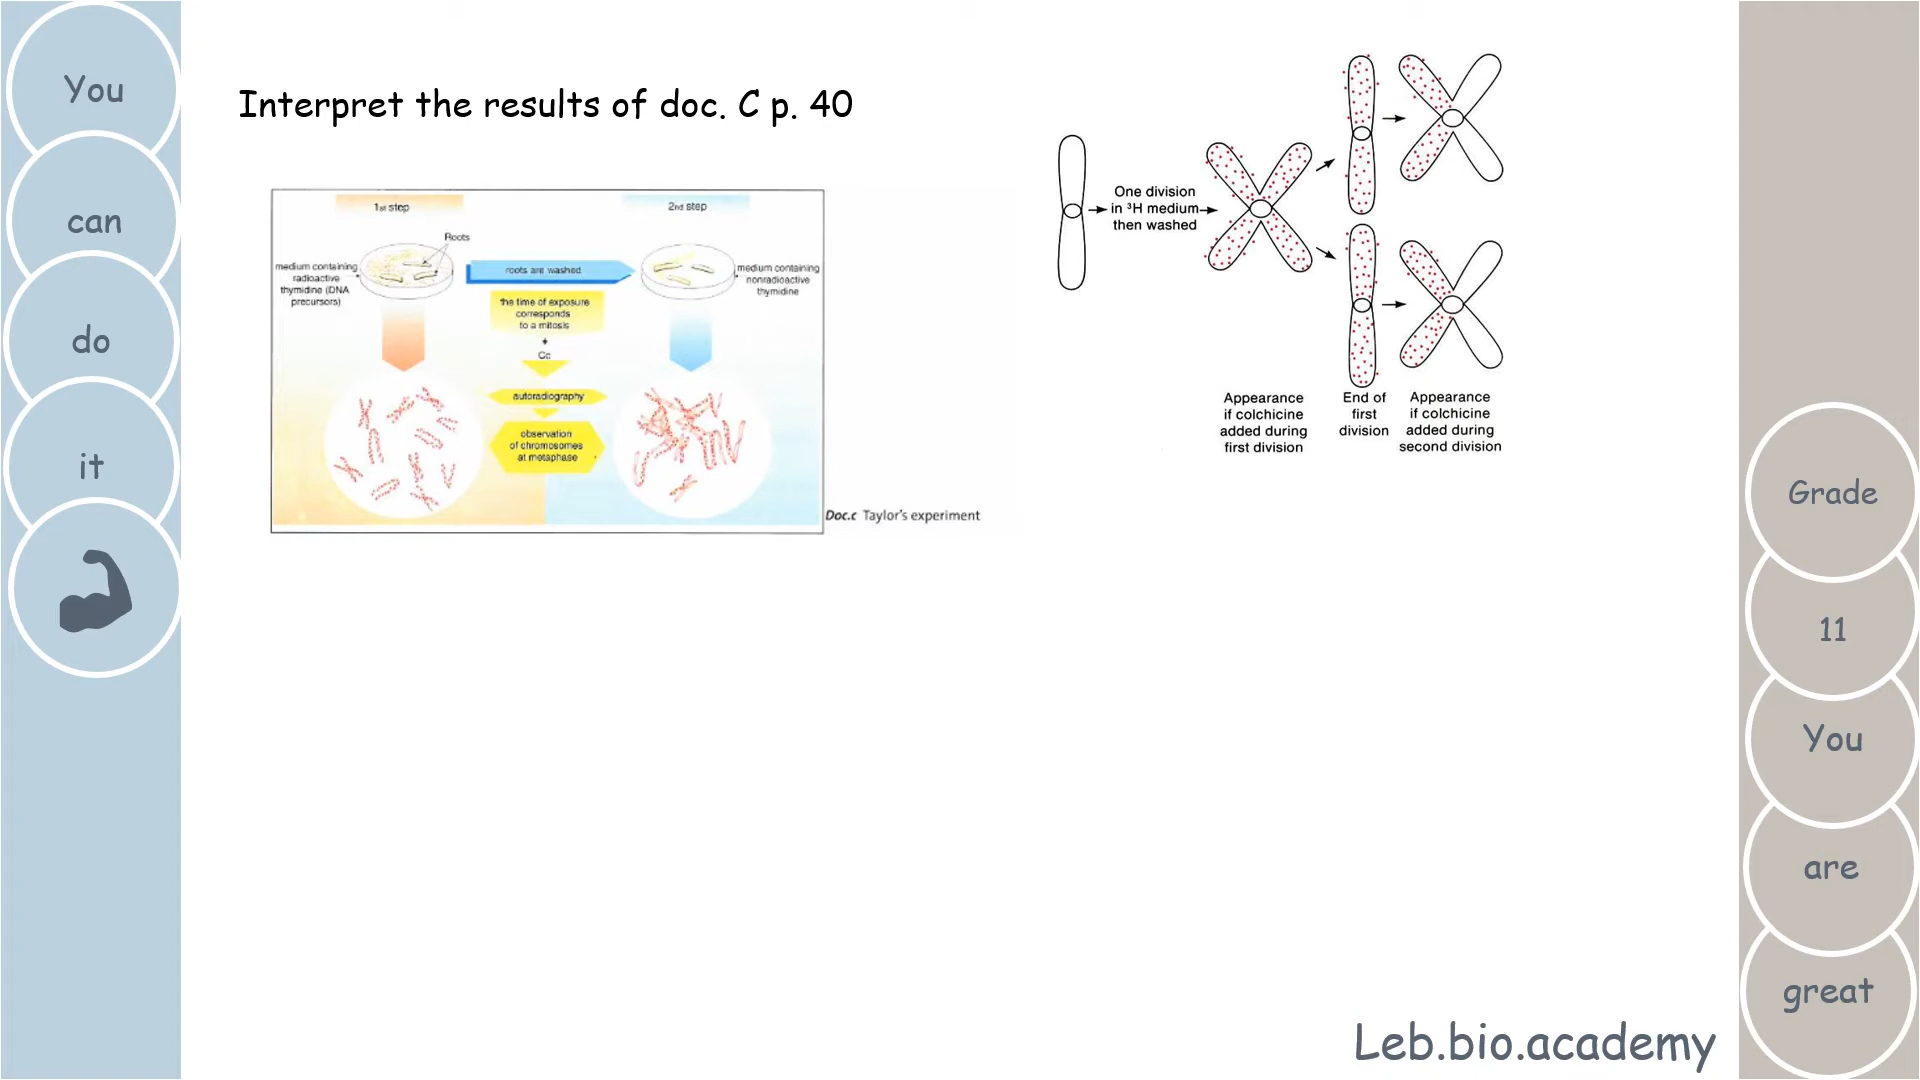 You
can
do
it
Interpret the results of doc. C p. 40
1st step
2nd step
Roots
medium containing
radioactive
thymidine (DNA
precursors)
roots are washed
medium containing
nonradioactive
thymidine
the time of exposure
corresponds
to a mitosis
+
Cc
autoradiography
observation
of chromosomes
at metaphase
Doc.c Taylor's experiment
One division
in ³H medium
then washed
Appearance
if colchicine
added during
first division
End of
first
division
Appearance
if colchicine
added during
second division
Grade
11
You
are
great
Leb.bio.academy